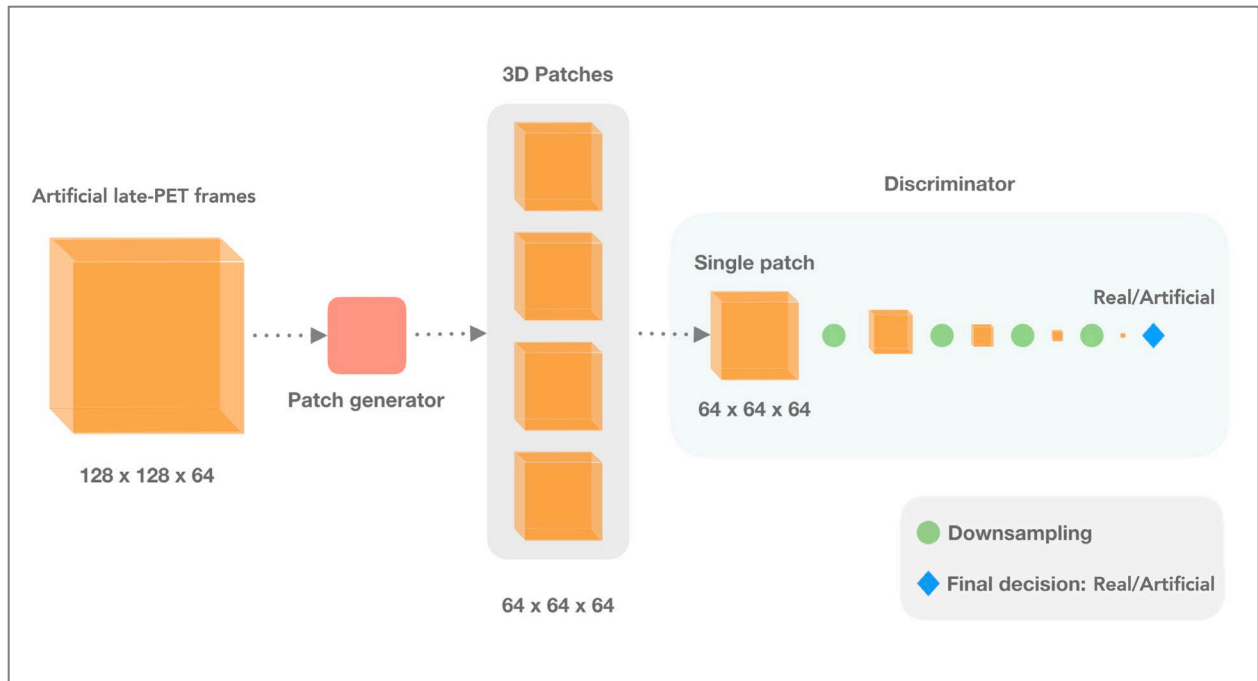 3D Patches
Artificial late-PET frames
Discriminator
Single patch
Real/Artificial
Patch generator
64 x 64 x 64
128 x 128 x 64
Downsampling
Final decision: Real/Artificial
64 x 64 x 64